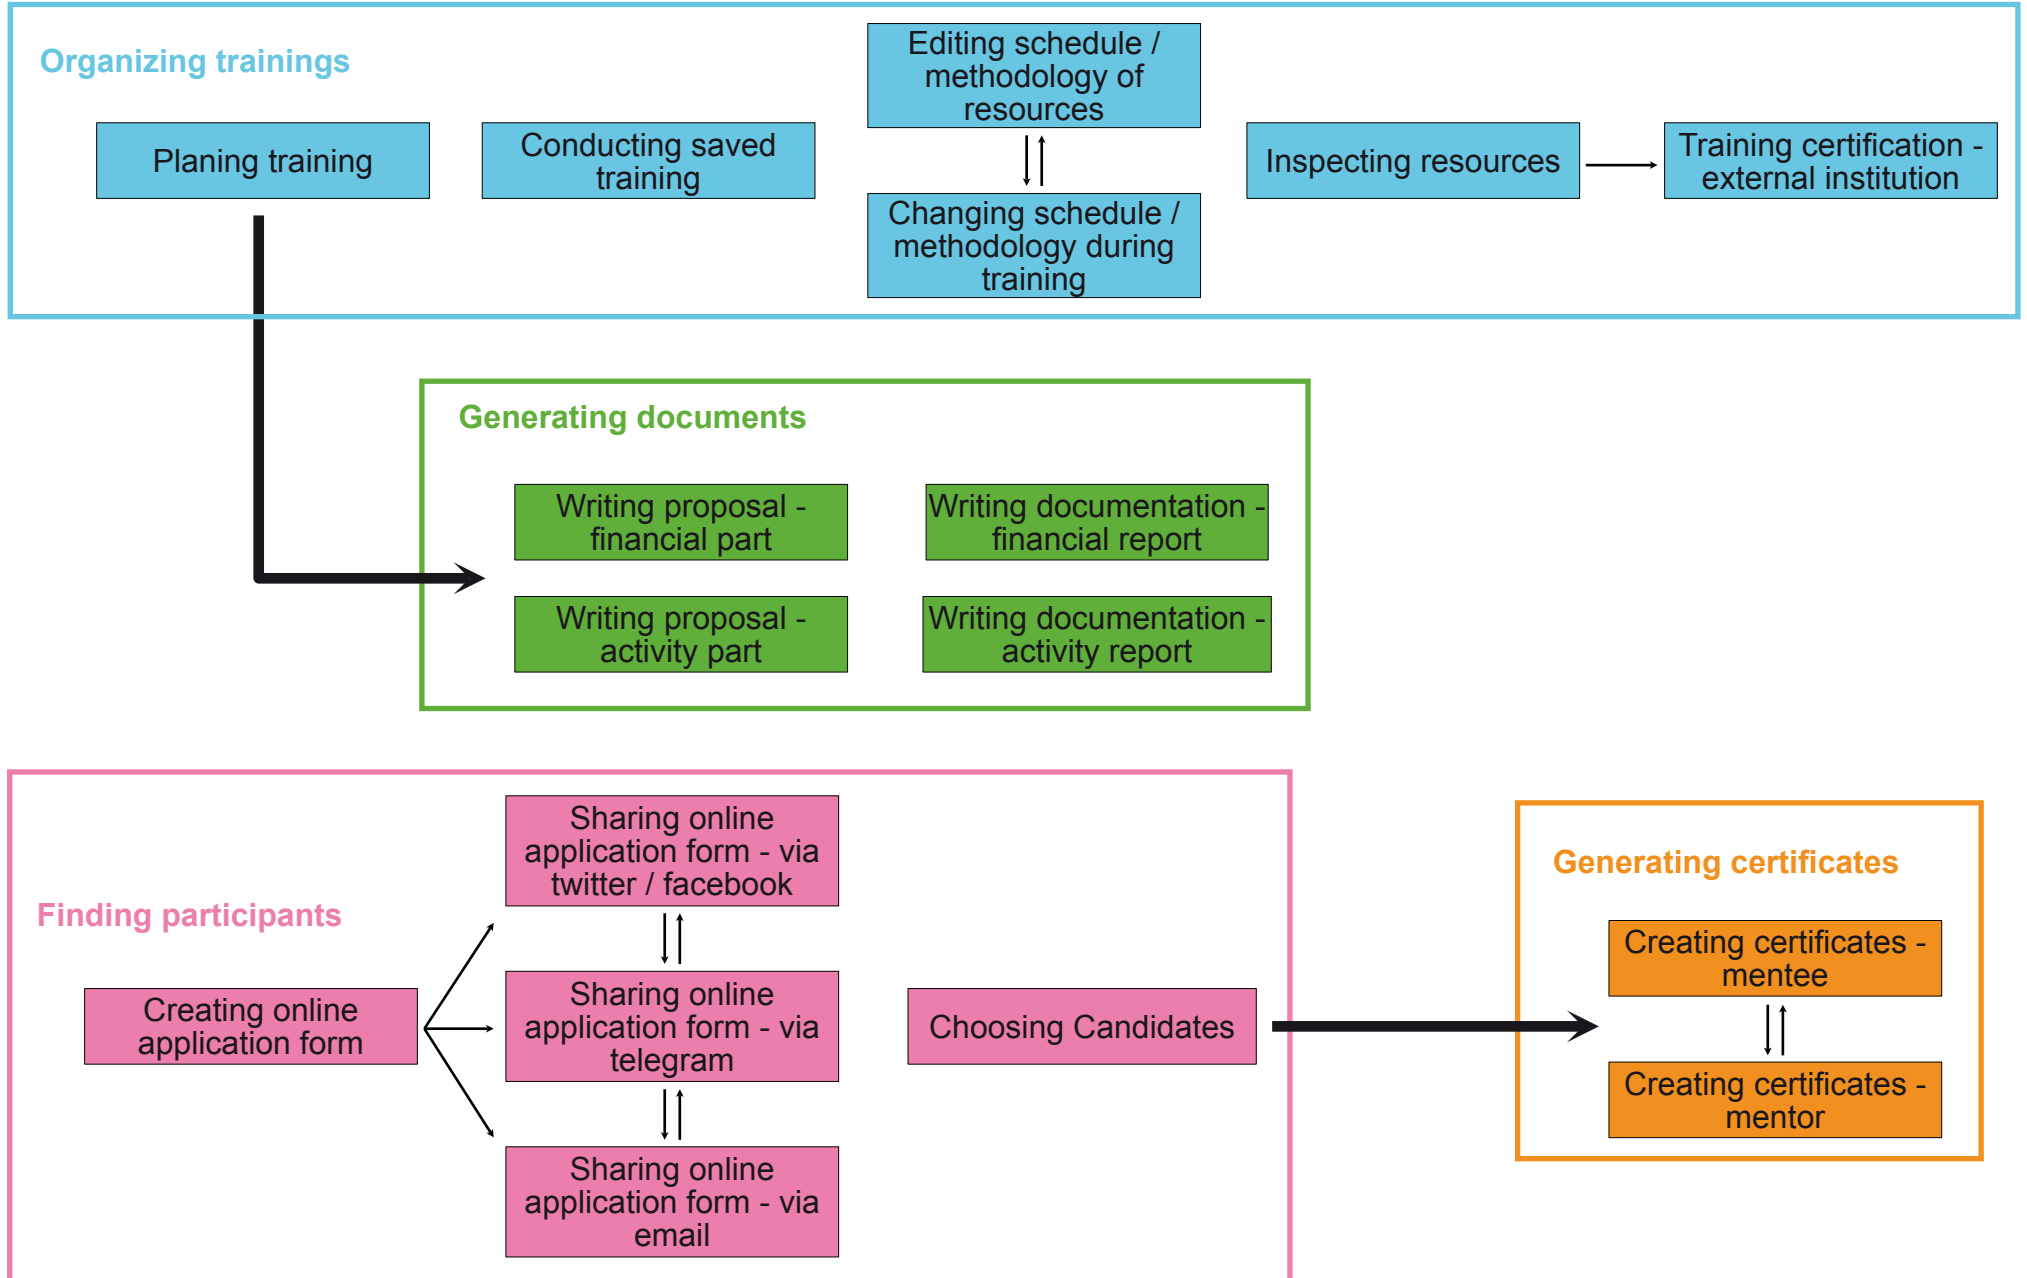 Organizing trainings
Planing training
Conducting saved
training
Editing schedule /
methodology of
resources
Changing schedule /
methodology during
training
Inspecting resources
Training certification -
external institution
Generating documents
Writing proposal -
financial part
Writing documentation -
financial report
Writing proposal -
activity part
Writing documentation -
activity report
Finding participants
Creating online
application form
Sharing online
application form - via
twitter / facebook
Sharing online
application form - via
telegram
Sharing online
application form - via
email
Choosing Candidates
Generating certificates
Creating certificates -
mentee
Creating certificates -
mentor